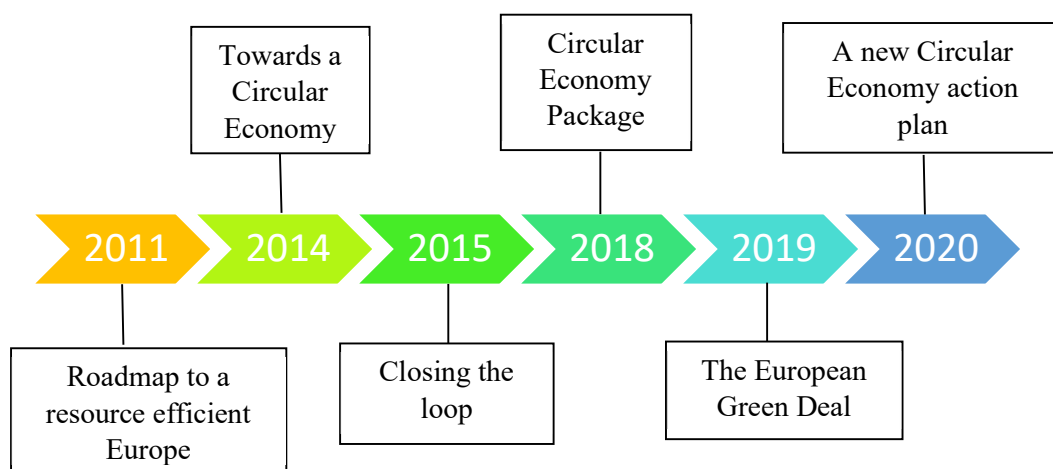 Towards a
Circular
Economy
Circular
Economy
Package
A new Circular
Economy action
plan
2011
2014
2015
2018
2019
2020
Roadmap to a
resource efficient
Europe
Closing the
loop
The European
Green Deal